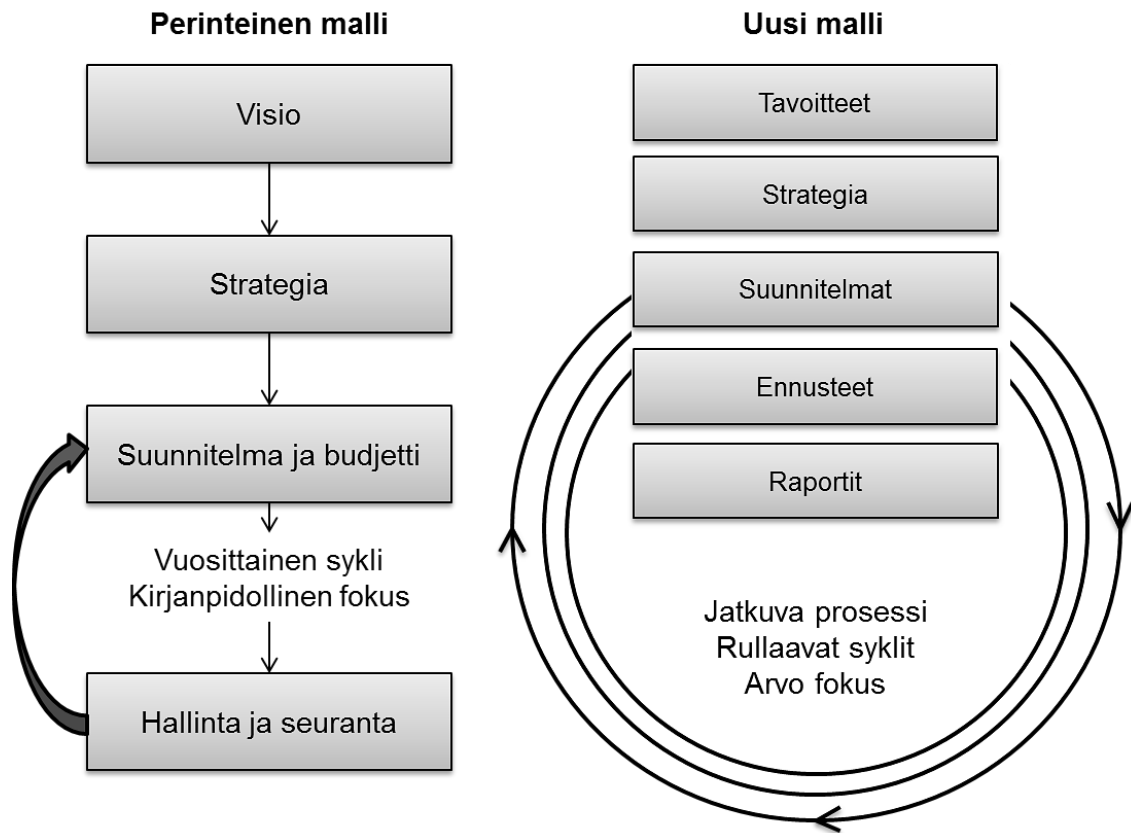 Perinteinen malli
Visio
Strategia
Suunnitelma ja budjetti
Vuosittainen sykli
Kirjanpidollinen fokus
Hallinta ja seuranta
Uusi malli
Tavoitteet
Strategia
Suunnitelmat
Ennusteet
Raportit
Jatkuva prosessi
Rullaavat syklit
Arvo fokus